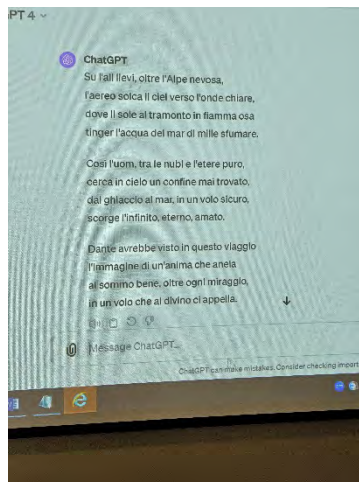 PT 4
ChatGPT
Su l'ali lievi, oltre l'Alpe nevosa,
l'aereo solca il ciel verso l'onde chiare,
dove il sole al tramonto in fiamma osa
tinger l'acqua del mar di mille sfumare.
Così l'uom, tra le nubi e l'etere puro,
cerca in cielo un confine mai trovato,
dal ghiaccio al mar, in un volo sicuro,
scorge l'infinito, eterno, amato.
Dante avrebbe visto in questo viaggio
l'immagine di un'anima che anela
al sommo bene, oltre ogni miraggio,
in un volo che al divino ci appella.
Message ChatGPT...
ChatGPT can make mistakes. Consider checking import